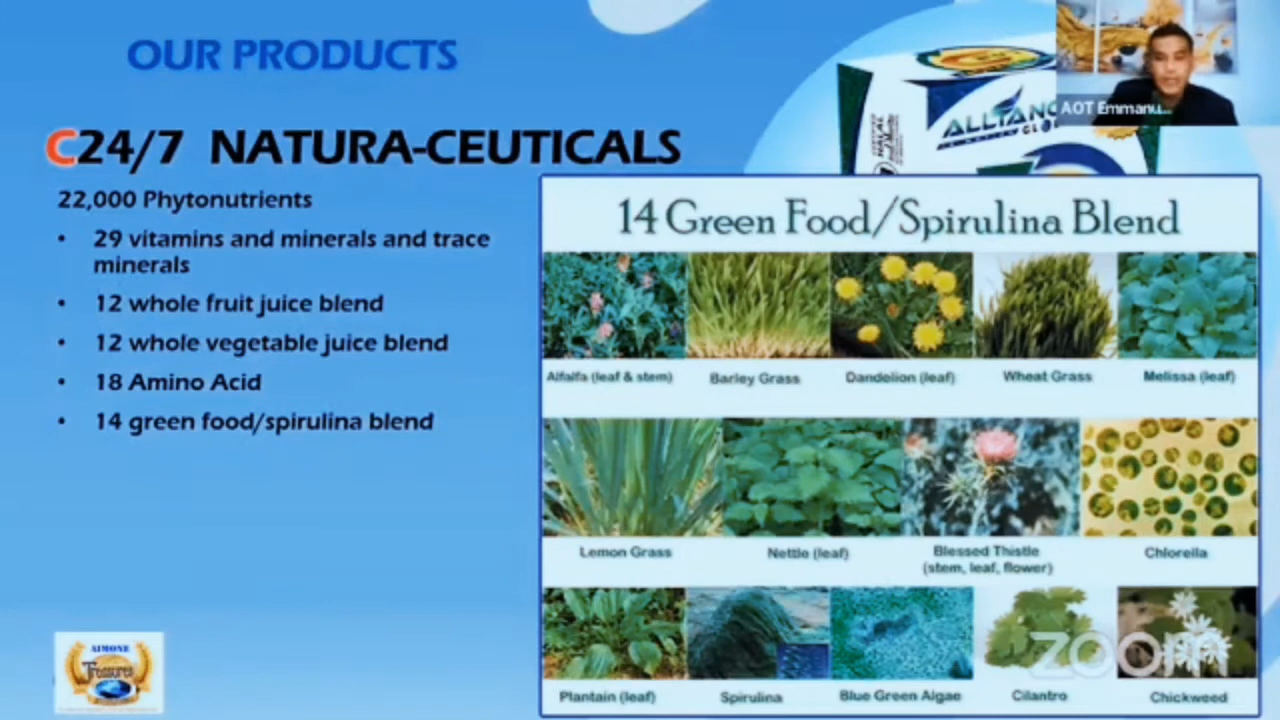 OUR PRODUCTS
C24/7 NATURA-CEUTICALS
22,000 Phytonutrients
• 29 vitamins and minerals and trace
minerals
• 12 whole fruit juice blend
• 12 whole vegetable juice blend
• 18 Amino Acid
• 14 green food/spirulina blend
AOT Emmanu...
HALAL
14 Green Food/Spirulina Blend
Alfalfa (leaf & stem)
Barley Grass
Dandelion (leaf)
Wheat Grass
Melissa (leaf)
Lemon Grass
Nettle (leaf)
Blessed Thistle
(stem, leaf, flower)
Chlorella
Plantain (leaf)
Spirulina
Blue Green Algae
Cilantro
Chickweed
zoom
AIMONE
Treasures